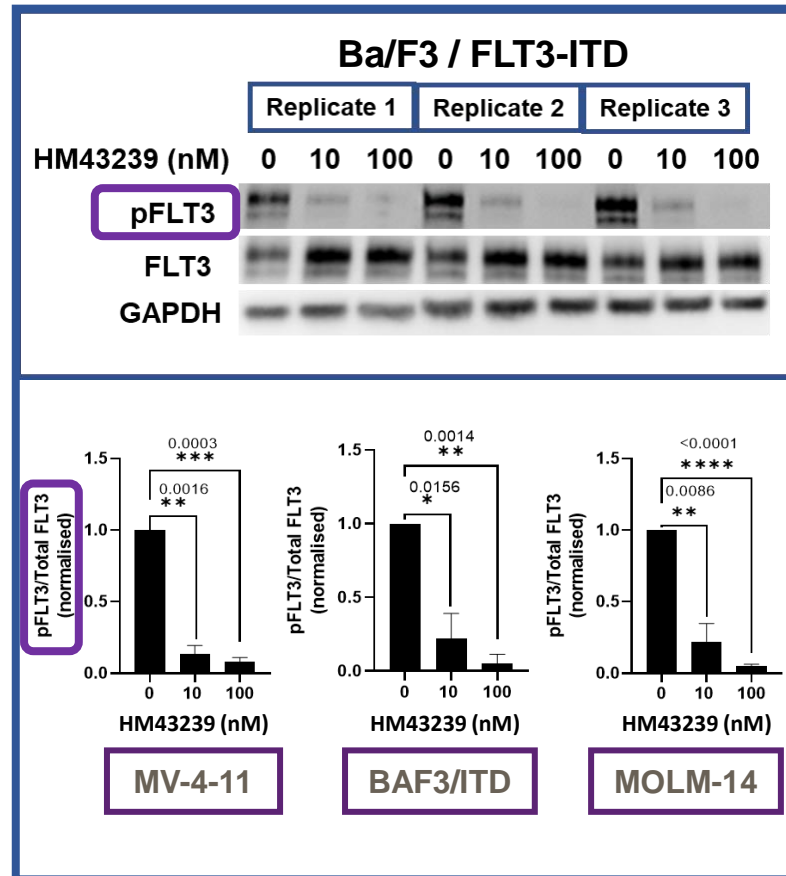 Ba/F3 / FLT3-ITD
Replicate 1 Replicate 2 Replicate 3
HM43239 (nM) 0 10 100 0 10 100 0 10 100
pFLT3
FLT3
GAPDH
pFLT3/Total FLT3
(normalised)
1.5
1.0
0.5
0.0
0.0003
***
0.0016
**
0 10 100
HM43239 (nM)
MV-4-11
pFLT3/Total FLT3
(normalised)
1.5
1.0
0.5
0.0
0.0014
**
0.0156
*
0 10 100
HM43239 (nM)
BAF3/ITD
pFLT3/Total FLT3
(normalised)
1.5
1.0
0.5
0.0
<0.0001
****
0.0086
**
0 10 100
HM43239 (nM)
MOLM-14